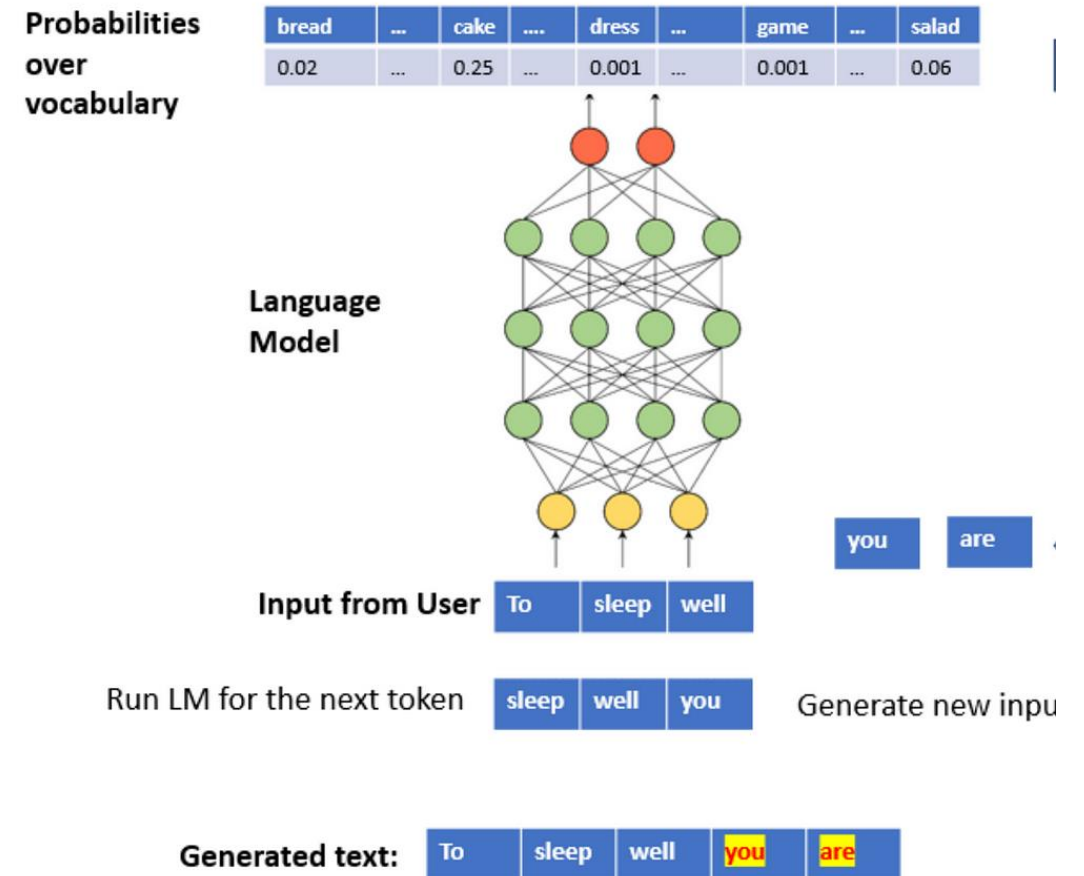 Probabilities
over
vocabulary
bread ... cake .... dress ... game ... salad
0.02 ... 0.25 ... 0.001 ... 0.001 ... 0.06
Language
Model
you are
Input from User To sleep well
Run LM for the next token sleep well you Generate new inpu
Generated text: To sleep well you are